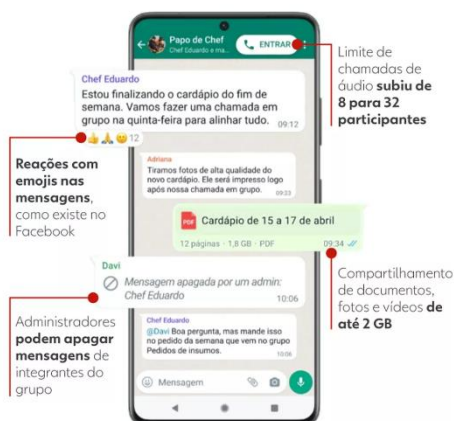 Papo de Chef
Chef Eduardo e ma...
ENTRAR
Limite de
chamadas de
áudio subiu de
8 para 32
participantes
Chef Eduardo
Estou finalizando o cardápio do fim de
semana. Vamos fazer uma chamada em
grupo na quinta-feira para alinhar tudo. 09:12
👍🙏😊 12
Reações com
emojis nas
mensagens,
como existe no
Facebook
Adriana
Tiramos fotos de alta qualidade do
novo cardápio. Ele será impresso logo
após nossa chamada em grupo. 09:33
PDF
Cardápio de 15 a 17 de abril
12 páginas · 1,8 GB · PDF 09:34
Davi
Mensagem apagada por um admin:
Chef Eduardo 10:06
Compartilhamento
de documentos,
fotos e vídeos de
até 2 GB
Administradores
podem apagar
mensagens de
integrantes do
grupo
Chef Eduardo
@Davi Boa pergunta, mas mande isso
no pedido da semana que vem no grupo
Pedidos de insumos. 10:06
Mensagem